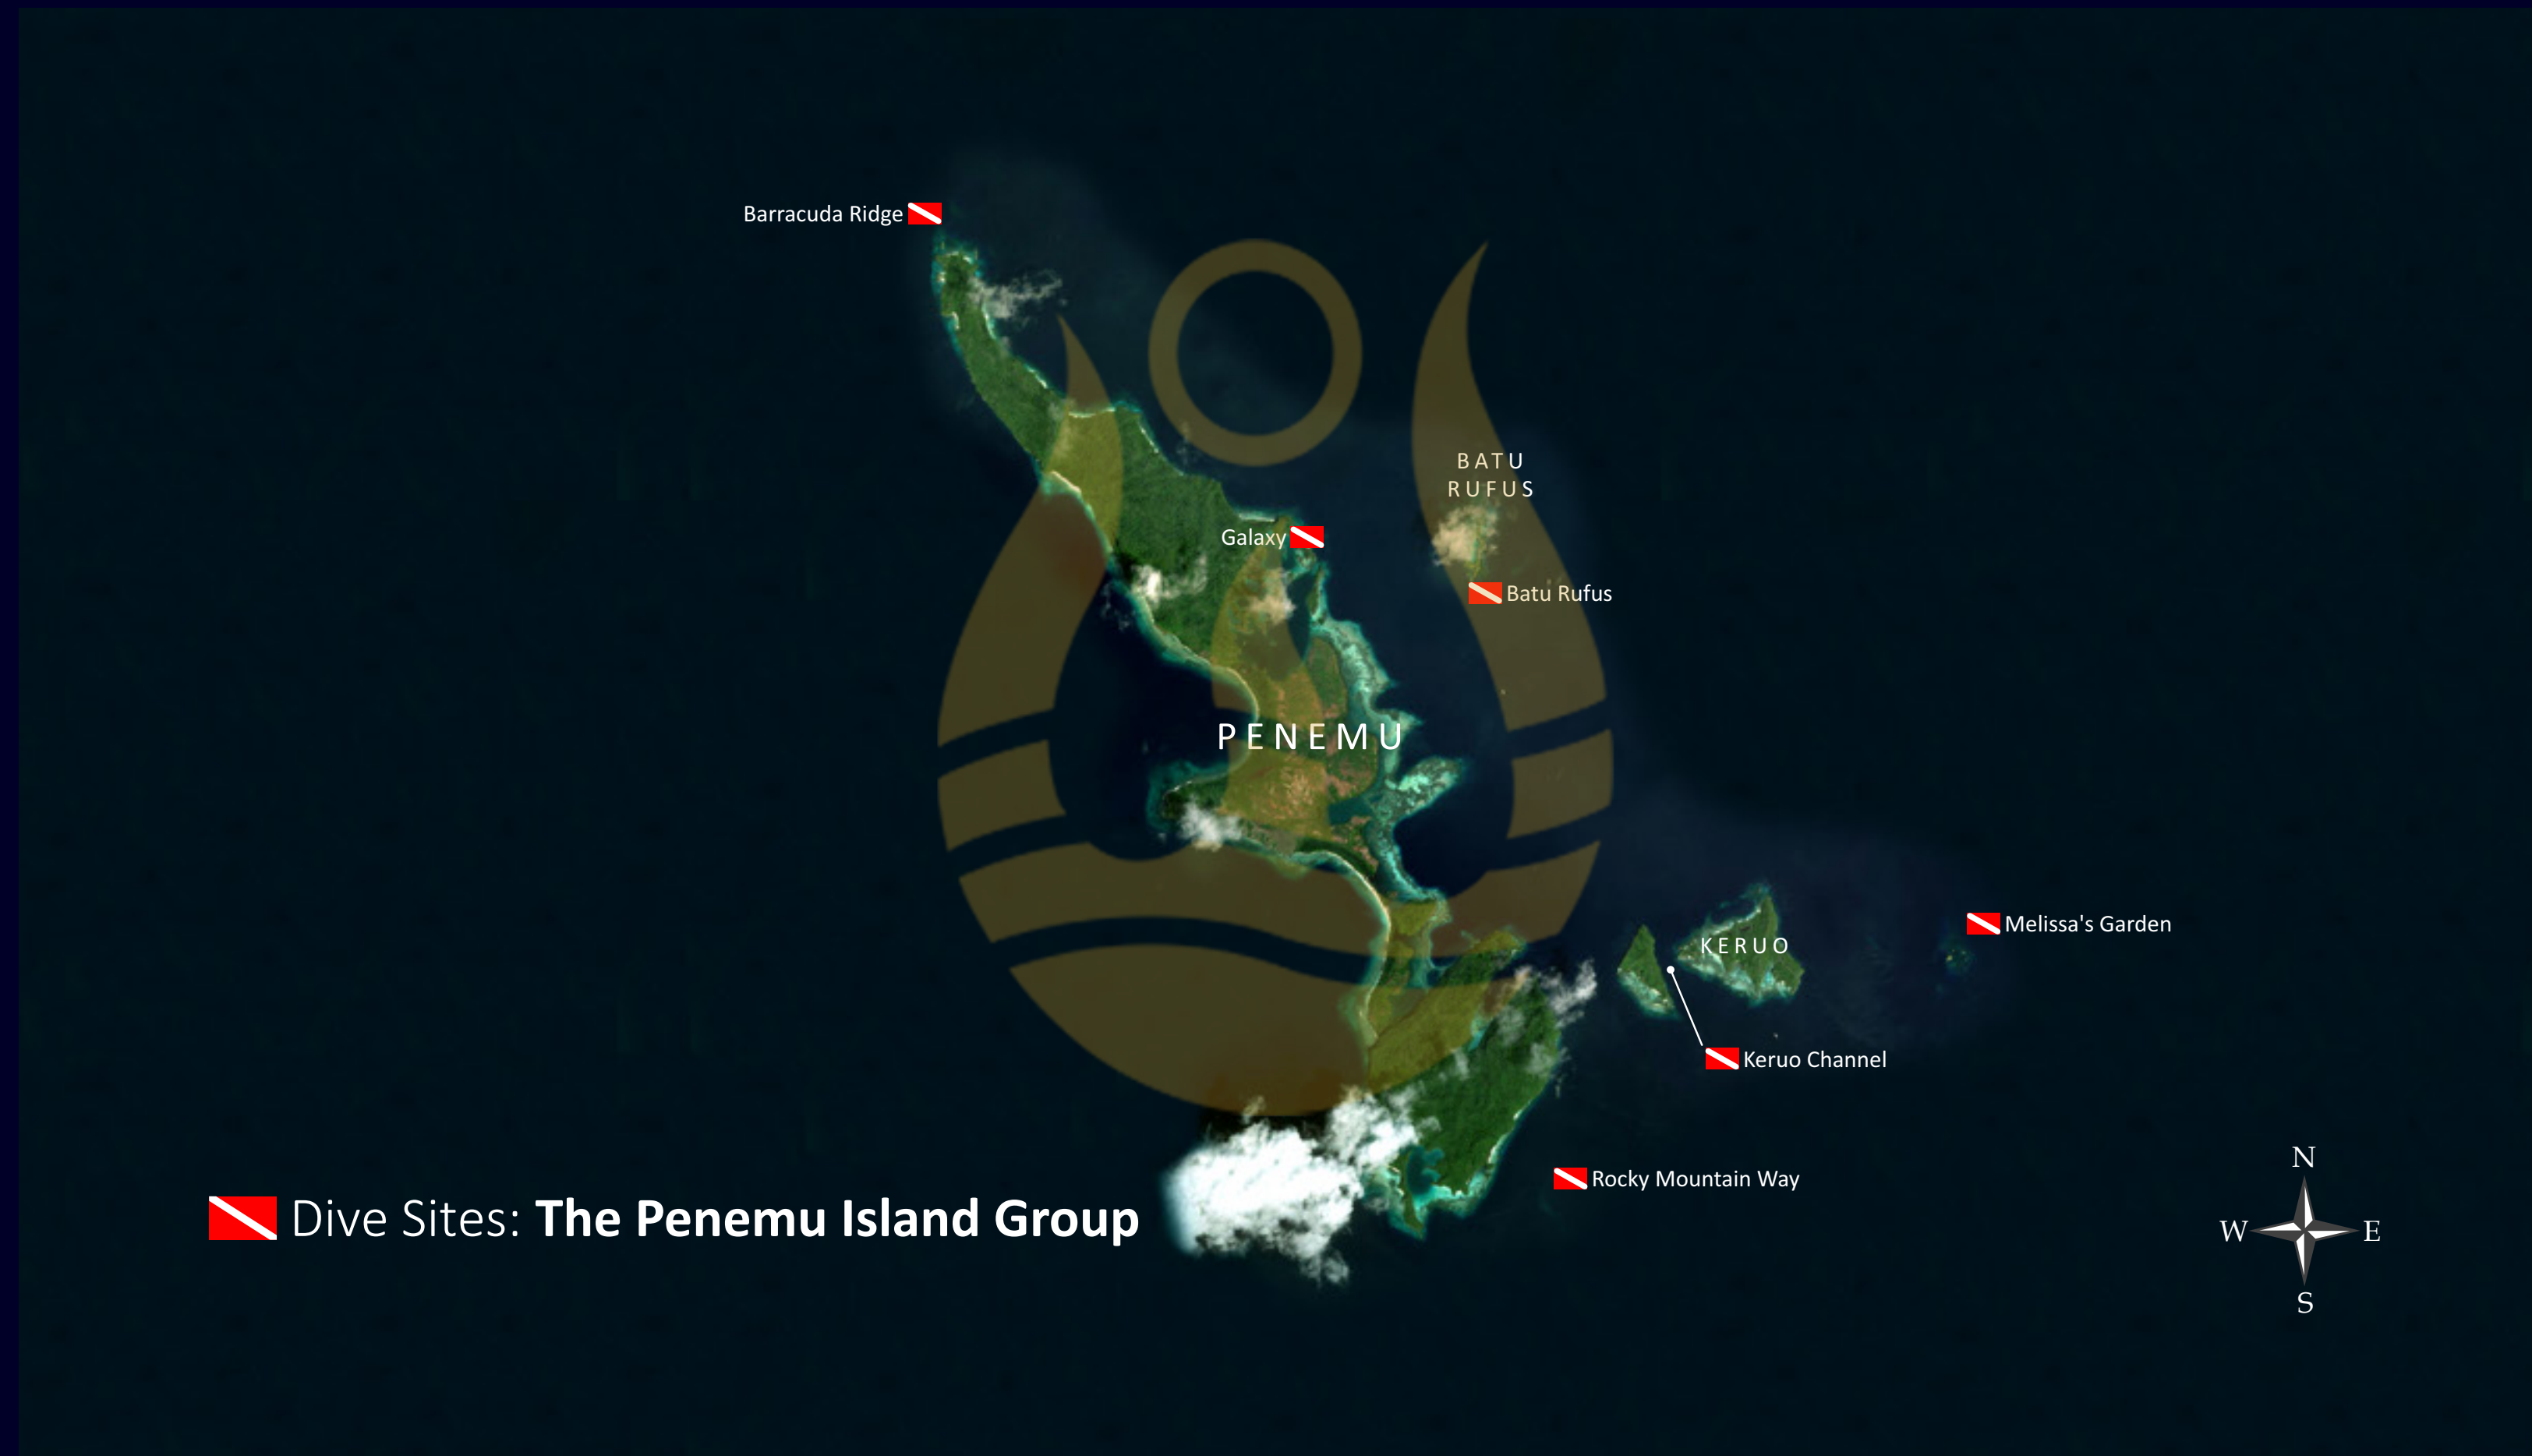 Barracuda Ridge
BATU
RUFUS
Galaxy
Batu Rufus
PENEMU
Melissa's Garden
KERUO
Keruo Channel
Rocky Mountain Way
Dive Sites: The Penemu Island Group
N
W E
S